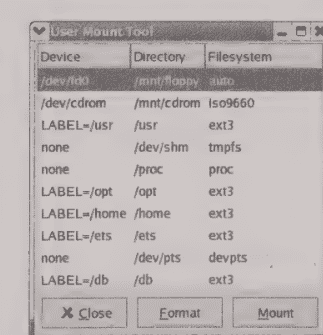 User Mount Tool
Device Directory Filesystem
/dev/fd0 /mnt/floppy auto
/dev/cdrom /mnt/cdrom iso9660
LABEL=/usr /usr ext3
none /dev/shm tmpfs
none /proc proc
LABEL=/opt /opt ext3
LABEL=/home /home ext3
LABEL=/ets /ets ext3
none /dev/pts devpts
LABEL=/db /db ext3
Close Format Mount